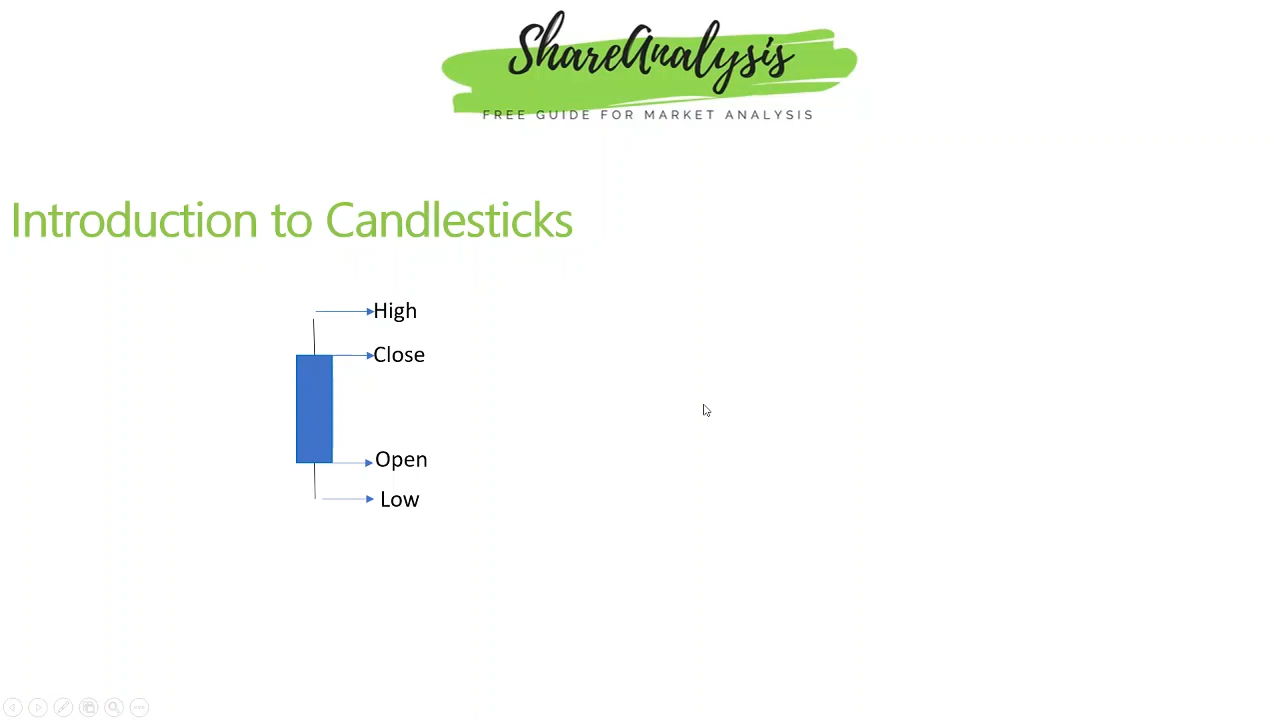 ShareAnalysis
FREE GUIDE FOR MARKET ANALYSIS
Introduction to Candlesticks
High
Close
Open
Low